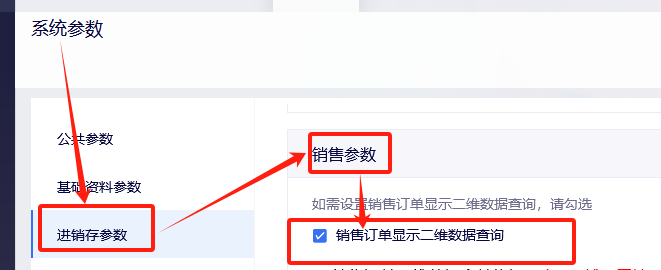 系统参数
公共参数
基础资料参数
进销存参数
销售参数
如需设置销售订单显示二维数据查询，请勾选
销售订单显示二维数据查询